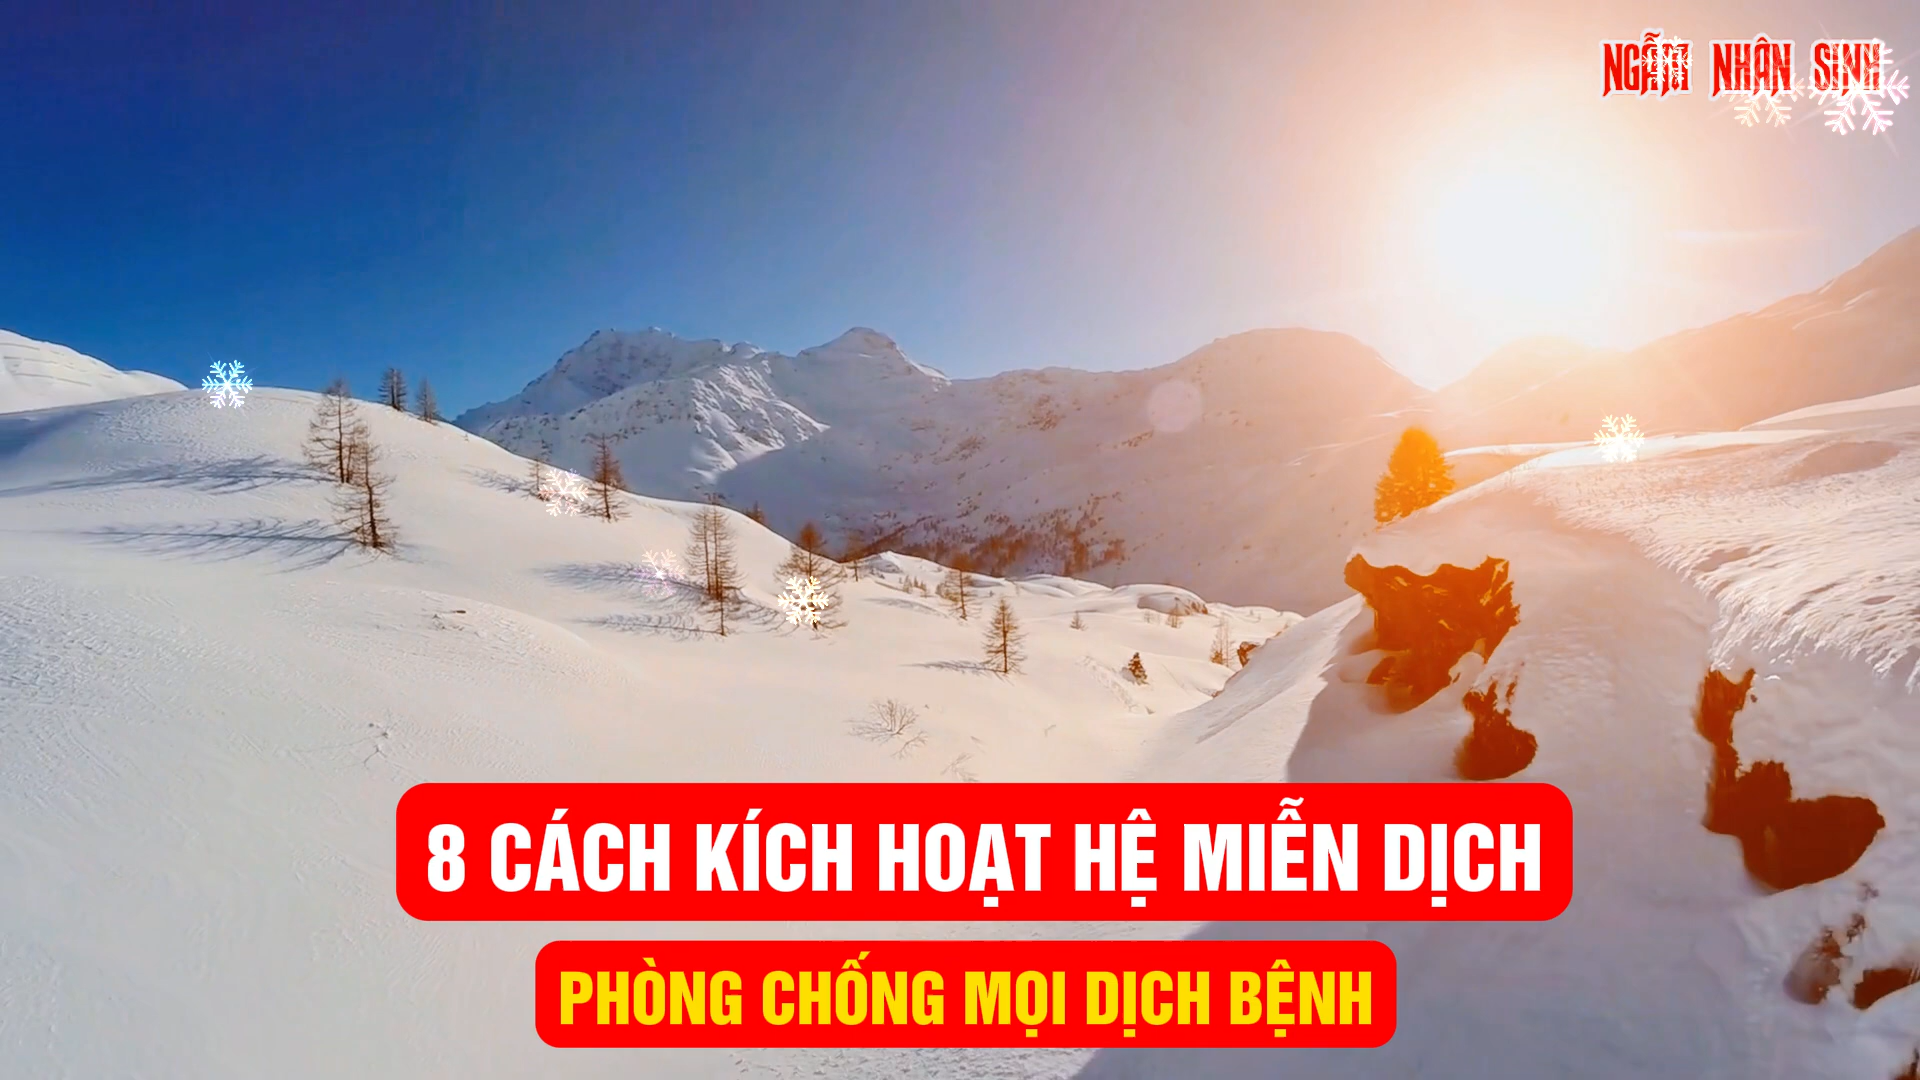 NGẪM NHÂN SINH
8 CÁCH KÍCH HOẠT HỆ MIỄN DỊCH
PHÒNG CHỐNG MỌI DỊCH BỆNH